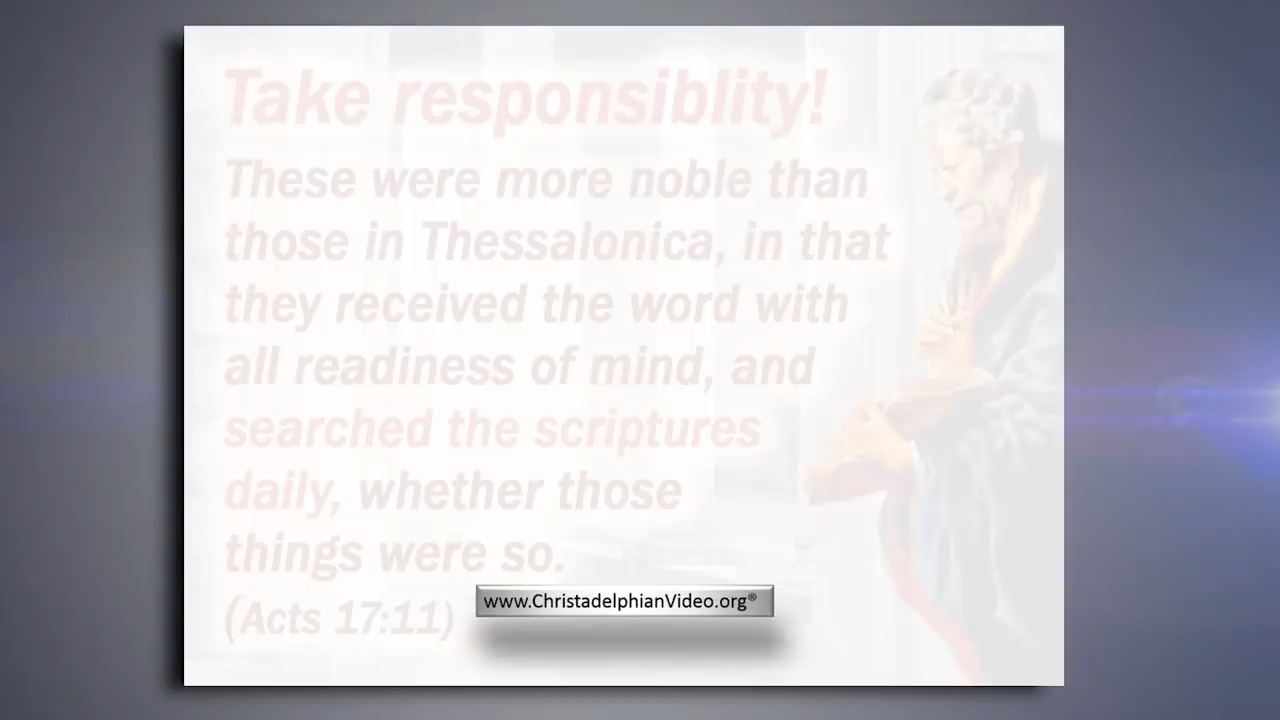 Take responsiblity!
These were more noble than
those in Thessalonica, in that
they received the word with
all readiness of mind, and
searched the scriptures
daily, whether those
things were so.
(Acts 17:11)
www.ChristadelphianVideo.org®